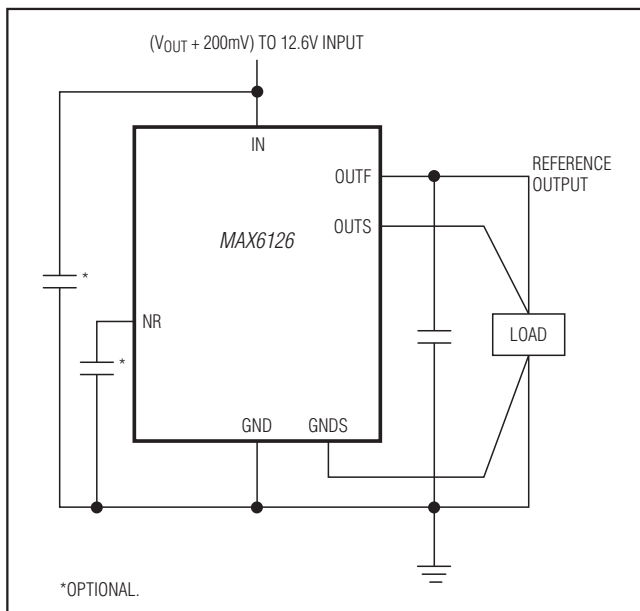 (VOUT + 200mV) TO 12.6V INPUT
IN
OUTF
REFERENCE
OUTPUT
OUTS
MAX6126
*
NR
LOAD
*
GND
GNDS
*OPTIONAL.